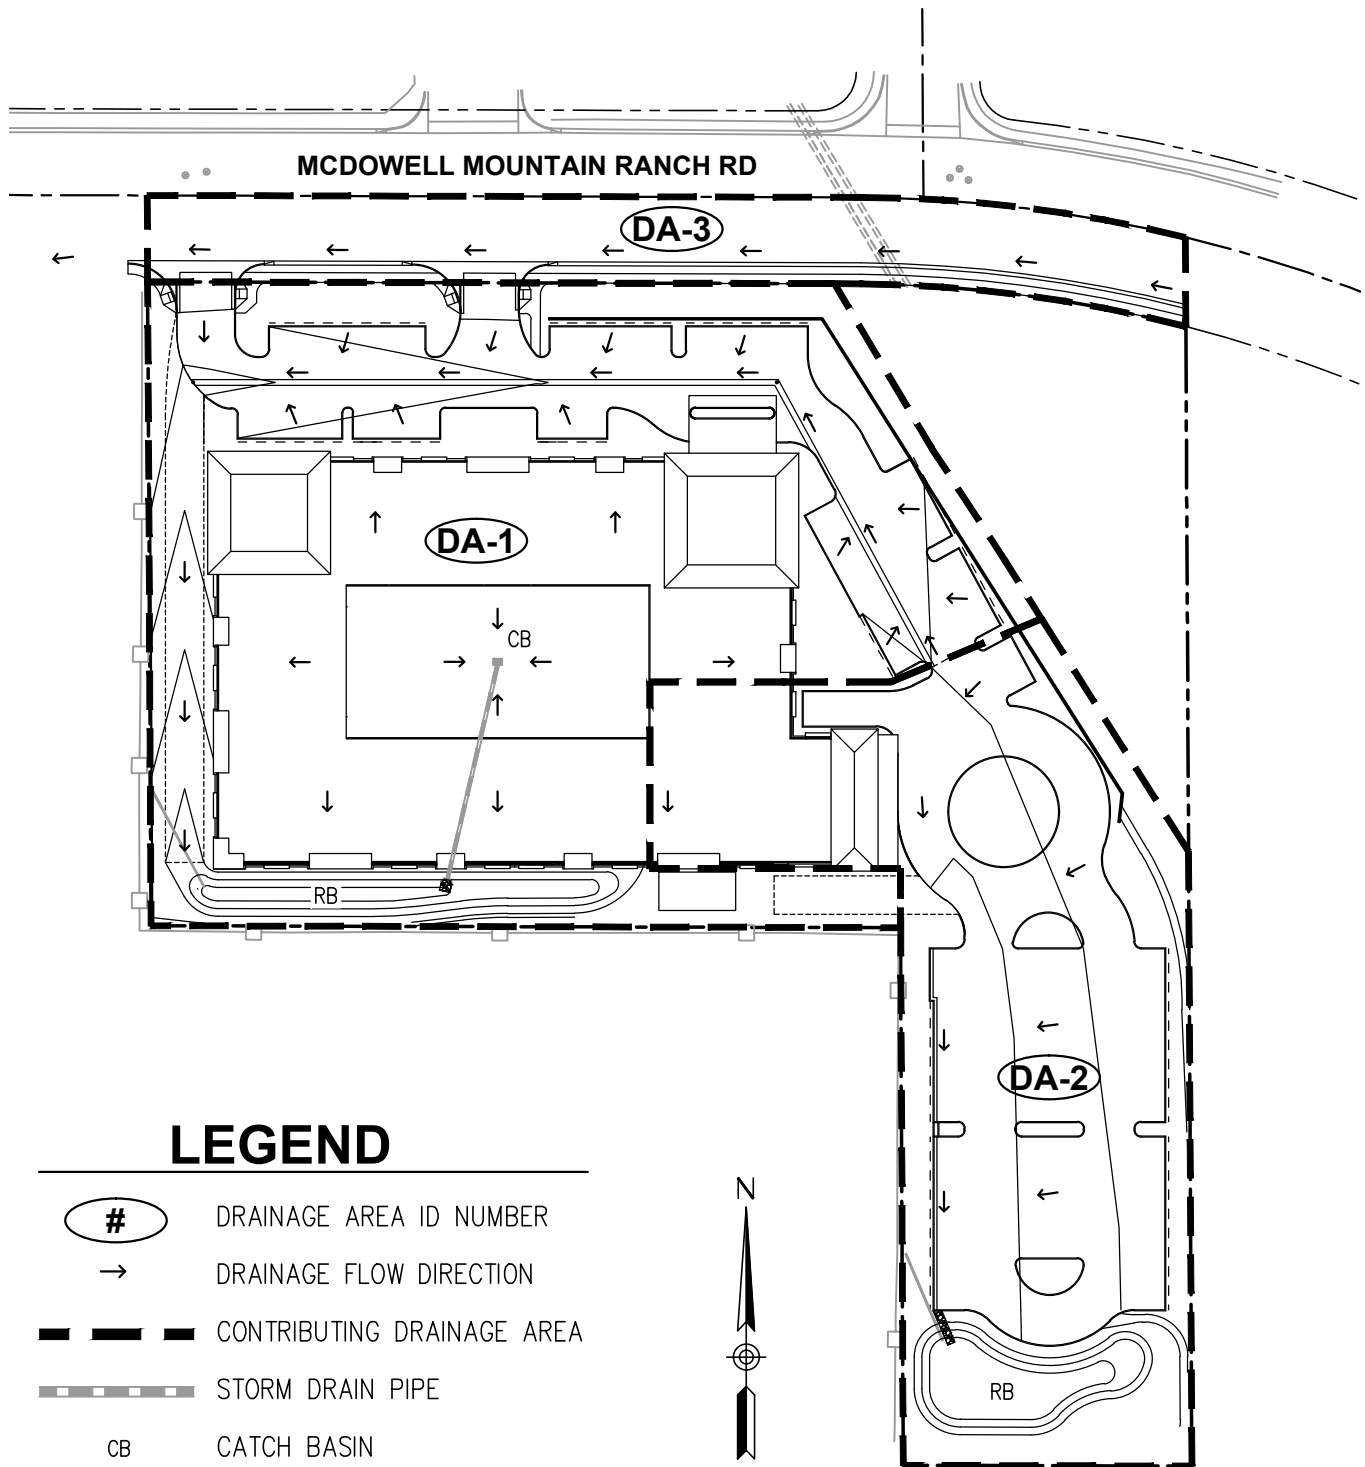 MCDOWELL MOUNTAIN RANCH RD
DA-3
DA-1
CB
RB
DA-2
LEGEND
# DRAINAGE AREA ID NUMBER
DRAINAGE FLOW DIRECTION
CONTRIBUTING DRAINAGE AREA
STORM DRAIN PIPE
CB CATCH BASIN
N
RB